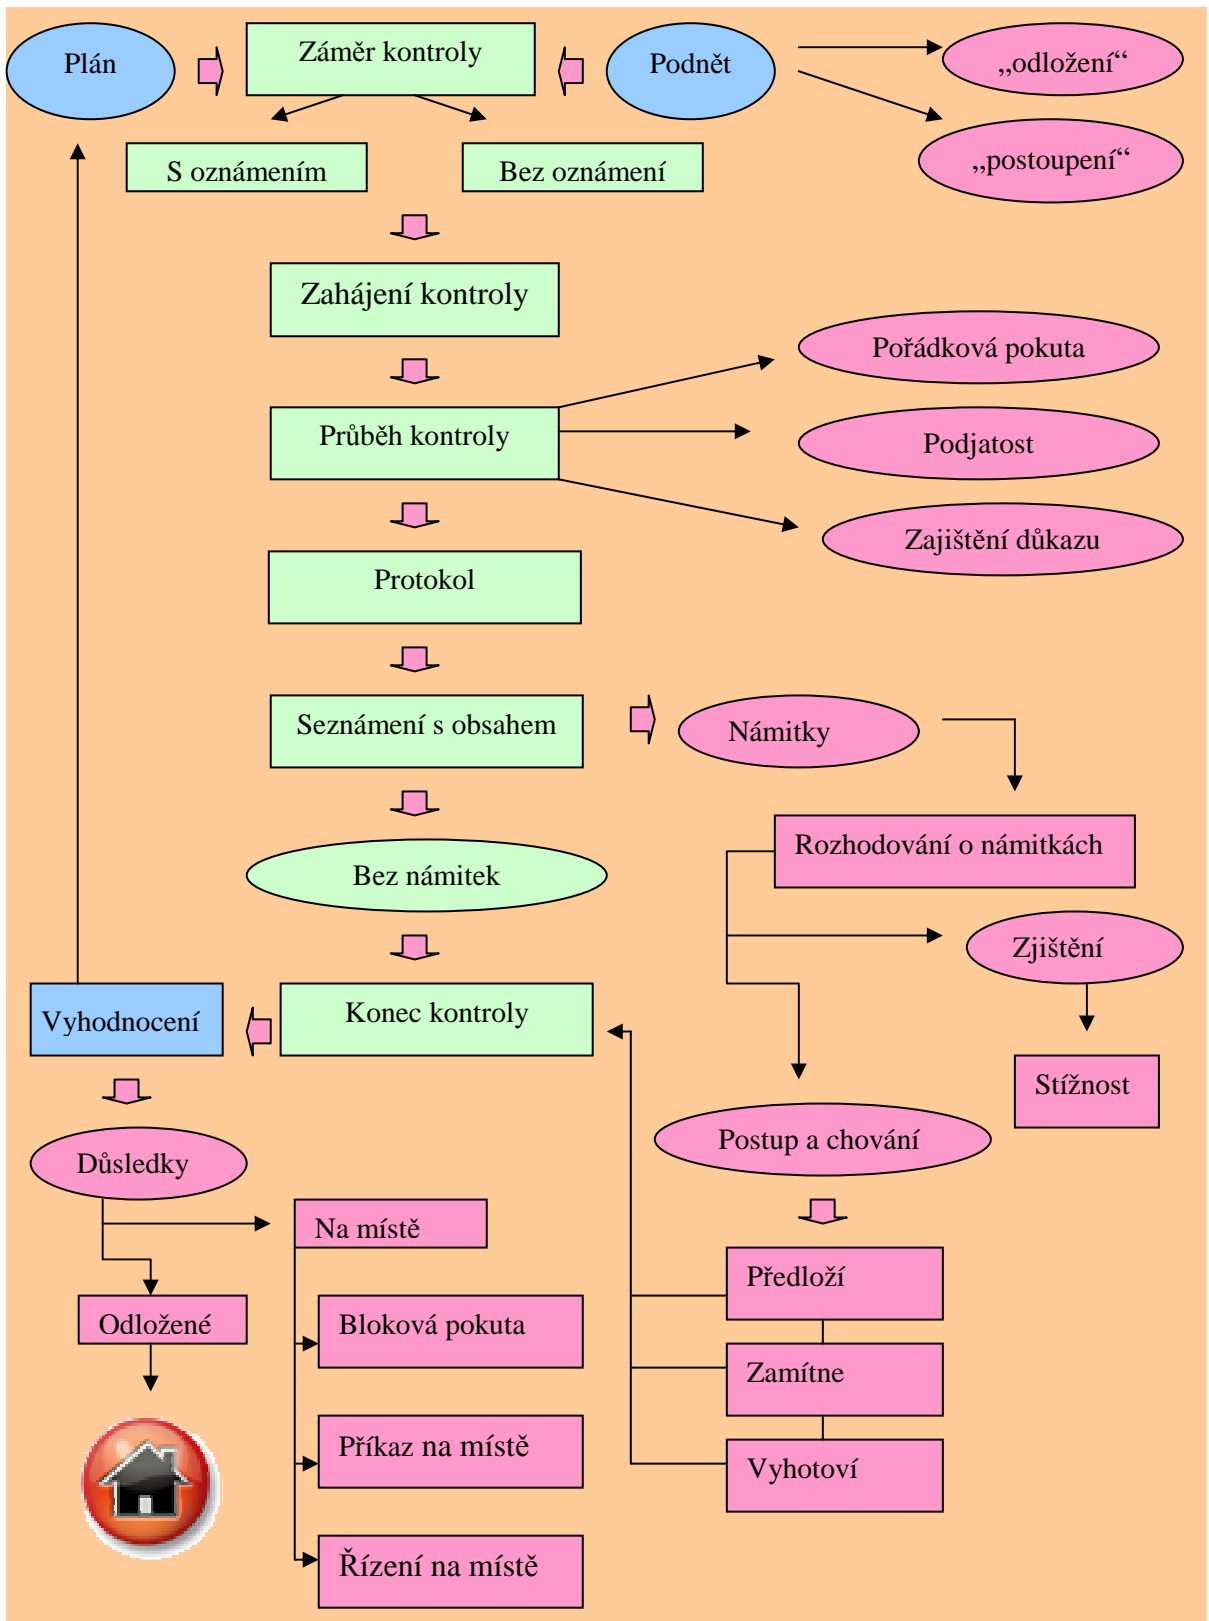 Plán
Záměr kontroly
Podnět
„odložení“
„postoupení“
S oznámením
Bez oznámení
Zahájení kontroly
Pořádková pokuta
Průběh kontroly
Podjatost
Zajištění důkazu
Protokol
Seznámení s obsahem
Námitky
Rozhodování o námitkách
Bez námitek
Zjištění
Vyhodnocení
Konec kontroly
Stížnost
Postup a chování
Důsledky
Na místě
Předloží
Odložené
Bloková pokuta
Zamítne
Příkaz na místě
Vyhotoví
Řízení na místě